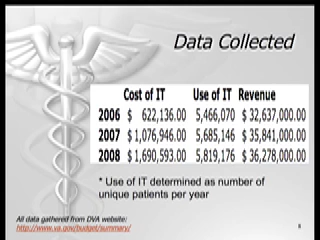 Data Collected
Cost of IT Use of IT Revenue
2006 $ 622,136.00 5,466,070 $ 32,637,000.00
2007 $ 1,076,946.00 5,685,146 $ 35,841,000.00
2008 $ 1,690,593.00 5,819,176 $ 36,278,000.00
* Use of IT determined as number of
unique patients per year
All data gathered from DVA website:
http://www.va.gov/budget/summary/
8